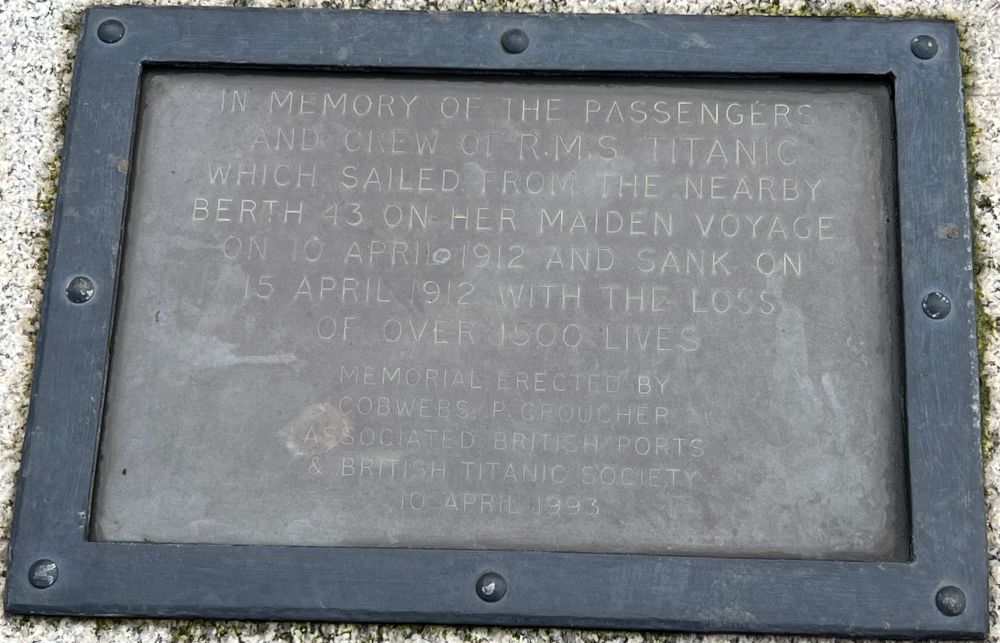 IN MEMORY OF THE PASSENGERS
AND CREW OF R.M.S. TITANIC
WHICH SAILED FROM THE NEARBY
BERTH 43 ON HER MAIDEN VOYAGE
ON 10 APRIL 1912 AND SANK ON
15 APRIL 1912 WITH THE LOSS
OF OVER 1500 LIVES
MEMORIAL ERECTED BY
COBWEBS, P. CROUCHER,
ASSOCIATED BRITISH PORTS
& BRITISH TITANIC SOCIETY
10 APRIL 1993